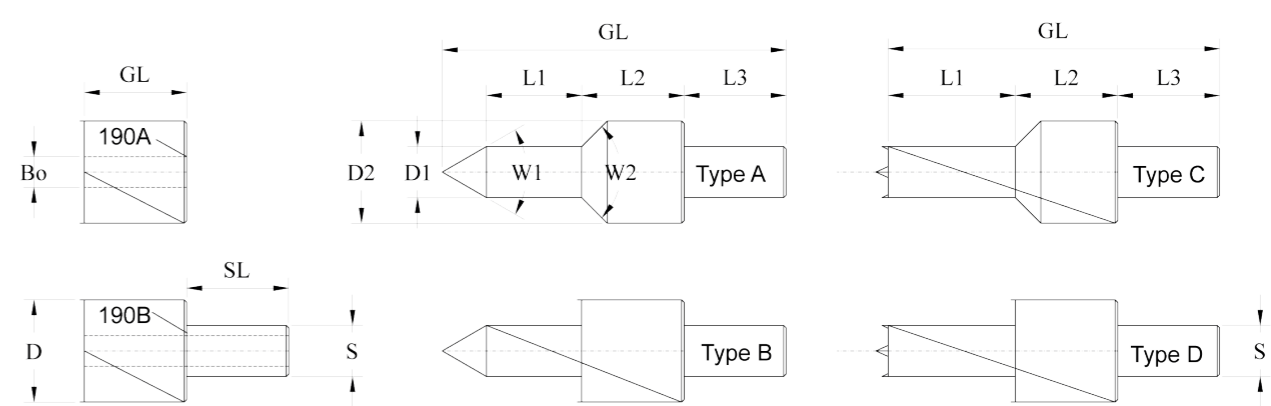 GL GL
GL L1 L2 L3 L1 L2 L3
190A
Bo D2 D1 W1 W2 Type A Type C
SL
190B
D S Type B Type D S